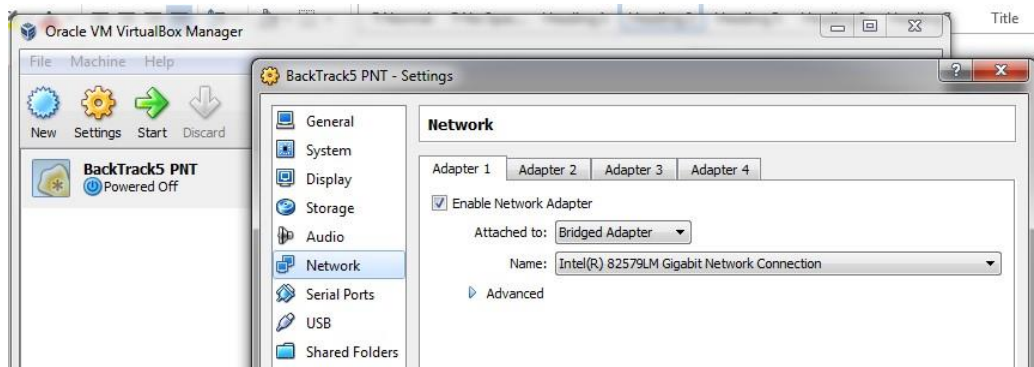 Title
Oracle VM VirtualBox Manager
File Machine Help
New Settings Start Discard
BackTrack5 PNT
Powered Off
BackTrack5 PNT - Settings
General
System
Display
Storage
Audio
Network
Serial Ports
USB
Shared Folders
Network
Adapter 1 Adapter 2 Adapter 3 Adapter 4
Enable Network Adapter
Attached to: Bridged Adapter
Name: Intel(R) 82579LM Gigabit Network Connection
Advanced